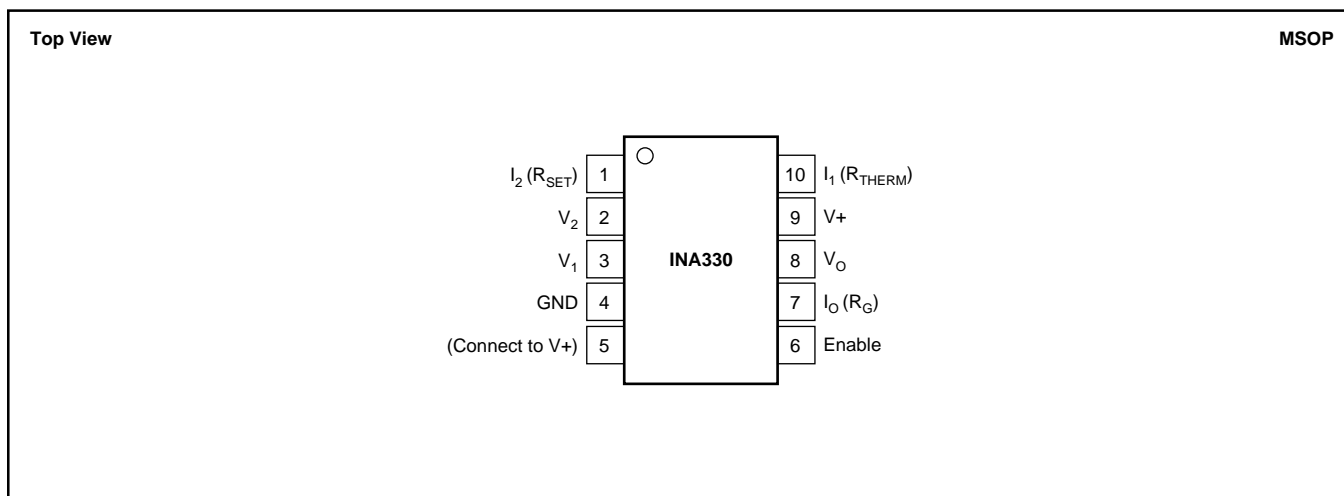 Top View
MSOP
I2 (RSET) 1
V2 2
V1 3
GND 4
(Connect to V+) 5
INA330
10 I1 (RTHERM)
9 V+
8 VO
7 IO (RG)
6 Enable